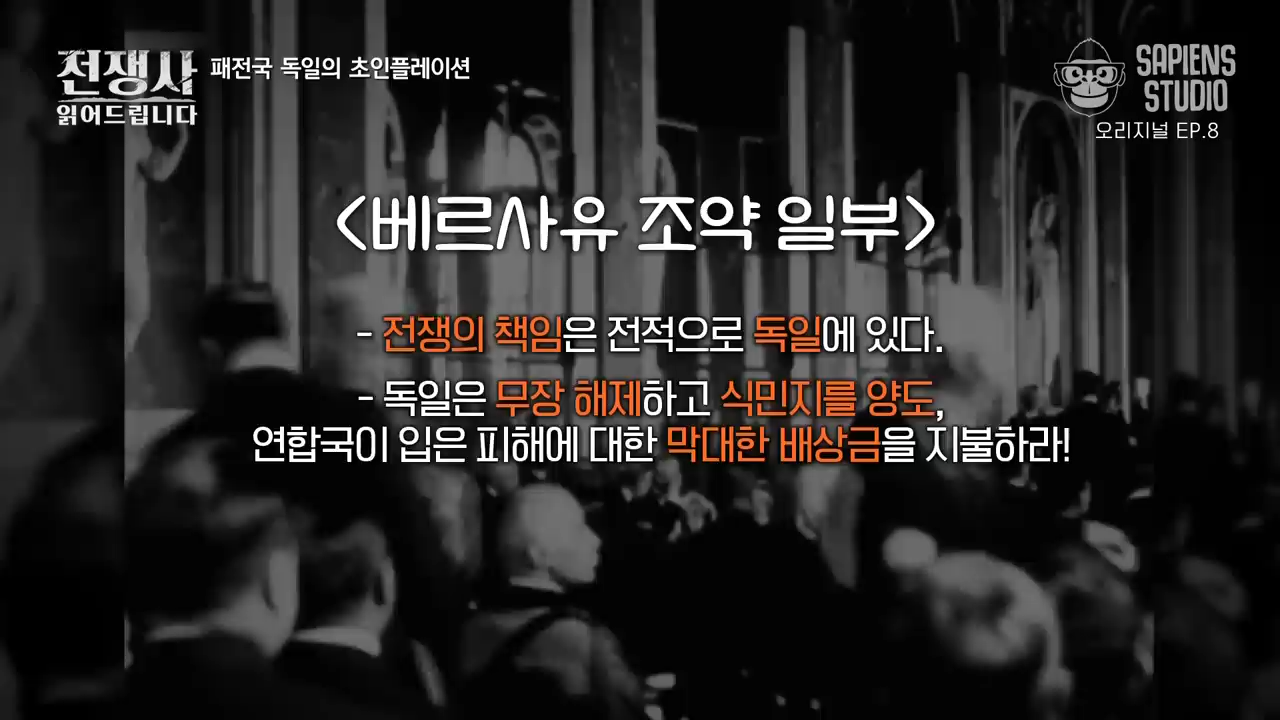 전쟁사
읽어드립니다
패전국 독일의 초인플레이션
SAPIENS
STUDIO
오리지널 EP.8
<베르사유 조약 일부>
- 전쟁의 책임은 전적으로 독일에 있다.
- 독일은 무장 해제하고 식민지를 양도,
연합국이 입은 피해에 대한 막대한 배상금을 지불하라!